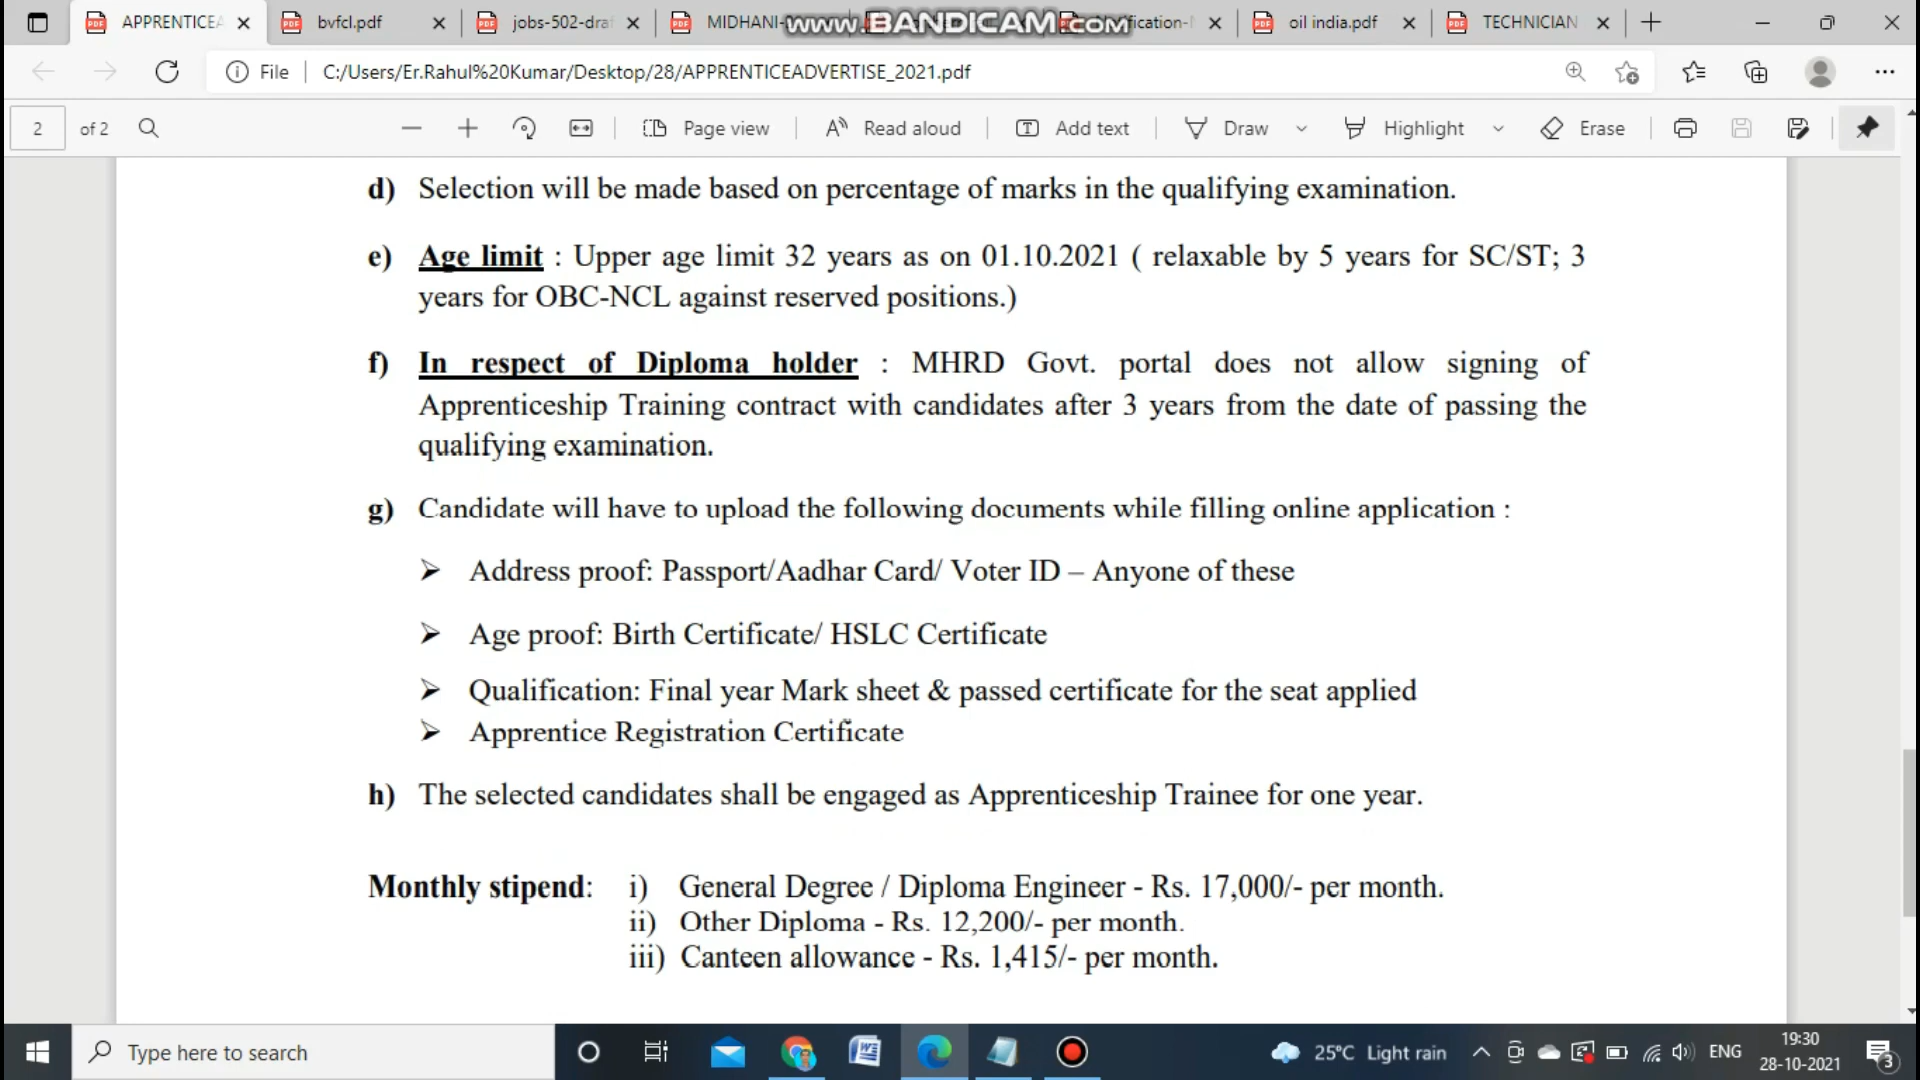 APPRENTICEA
bvfcl.pdf
jobs-502-dra
MIDHANI-
www.BANDICAM.com
fication-
oil india.pdf
TECHNICIAN
File
C:/Users/Er.Rahul%20Kumar/Desktop/28/APPRENTICEADVERTISE_2021.pdf
2 of 2
Page view
Read aloud
Add text
Draw
Highlight
Erase
d) Selection will be made based on percentage of marks in the qualifying examination.
e) Age limit : Upper age limit 32 years as on 01.10.2021 ( relaxable by 5 years for SC/ST; 3
years for OBC-NCL against reserved positions.)
f) In respect of Diploma holder : MHRD Govt. portal does not allow signing of
Apprenticeship Training contract with candidates after 3 years from the date of passing the
qualifying examination.
g) Candidate will have to upload the following documents while filling online application :
➢ Address proof: Passport/Aadhar Card/ Voter ID – Anyone of these
➢ Age proof: Birth Certificate/ HSLC Certificate
➢ Qualification: Final year Mark sheet & passed certificate for the seat applied
➢ Apprentice Registration Certificate
h) The selected candidates shall be engaged as Apprenticeship Trainee for one year.
Monthly stipend: i) General Degree / Diploma Engineer - Rs. 17,000/- per month.
ii) Other Diploma - Rs. 12,200/- per month.
iii) Canteen allowance - Rs. 1,415/- per month.
Type here to search
25°C Light rain
ENG
19:30
28-10-2021
3